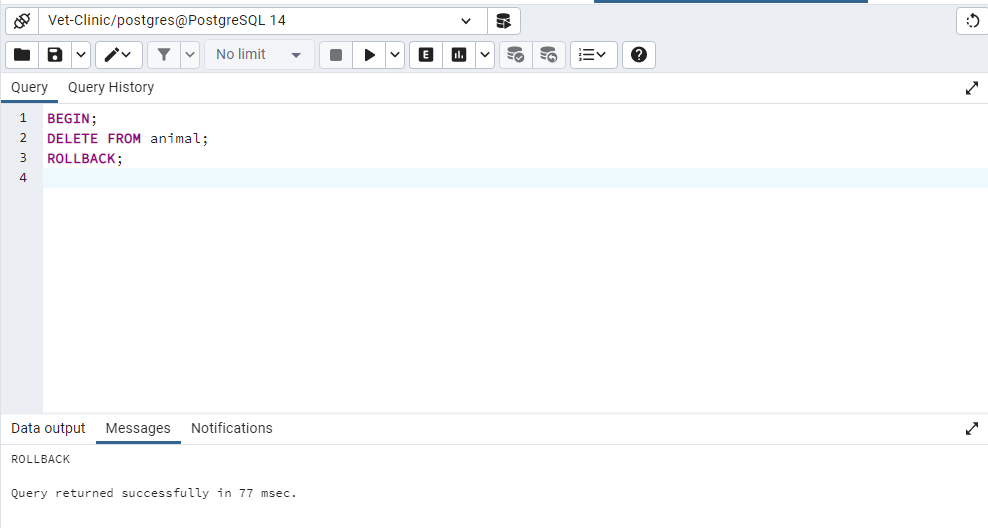 Vet-Clinic/postgres@PostgreSQL 14
No limit
E
Query Query History
1 BEGIN;
2 DELETE FROM animal;
3 ROLLBACK;
4
Data output Messages Notifications
ROLLBACK
Query returned successfully in 77 msec.